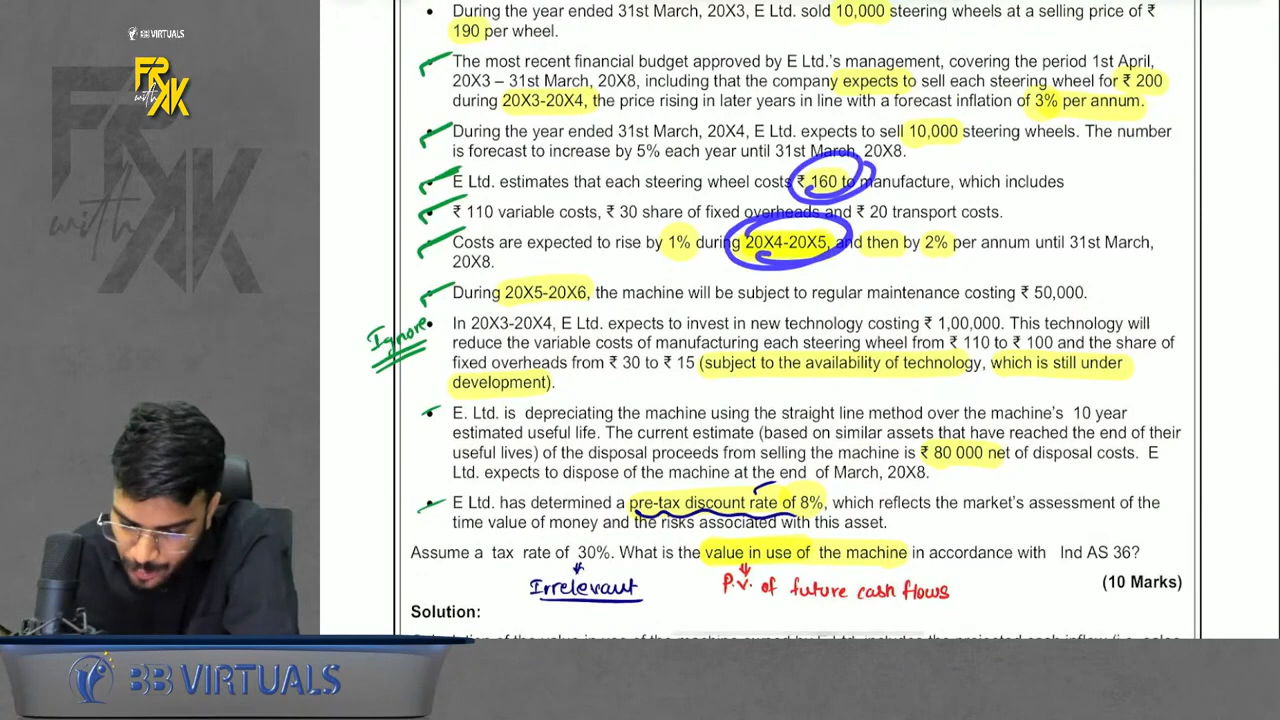 BB VIRTUALS
FR
with AK
with AK
• During the year ended 31st March, 20X3, E Ltd. sold 10,000 steering wheels at a selling price of ₹
190 per wheel.
The most recent financial budget approved by E Ltd.'s management, covering the period 1st April,
20X3 – 31st March, 20X8, including that the company expects to sell each steering wheel for ₹ 200
during 20X3-20X4, the price rising in later years in line with a forecast inflation of 3% per annum.
During the year ended 31st March, 20X4, E Ltd. expects to sell 10,000 steering wheels. The number
is forecast to increase by 5% each year until 31st March, 20X8.
E Ltd. estimates that each steering wheel costs ₹ 160 to manufacture, which includes
₹ 110 variable costs, ₹ 30 share of fixed overheads and ₹ 20 transport costs.
Costs are expected to rise by 1% during 20X4-20X5, and then by 2% per annum until 31st March,
20X8.
During 20X5-20X6, the machine will be subject to regular maintenance costing ₹ 50,000.
Ignore
• In 20X3-20X4, E Ltd. expects to invest in new technology costing ₹ 1,00,000. This technology will
reduce the variable costs of manufacturing each steering wheel from ₹ 110 to ₹ 100 and the share of
fixed overheads from ₹ 30 to ₹ 15 (subject to the availability of technology, which is still under
development).
• E. Ltd. is depreciating the machine using the straight line method over the machine's 10 year
estimated useful life. The current estimate (based on similar assets that have reached the end of their
useful lives) of the disposal proceeds from selling the machine is ₹ 80 000 net of disposal costs. E
Ltd. expects to dispose of the machine at the end of March, 20X8.
• E Ltd. has determined a pre-tax discount rate of 8%, which reflects the market's assessment of the
time value of money and the risks associated with this asset.
Assume a tax rate of 30%. What is the value in use of the machine in accordance with Ind AS 36?
(10 Marks)
Irrelevant
P.V. of future cash flows
Solution:
BB VIRTUALS